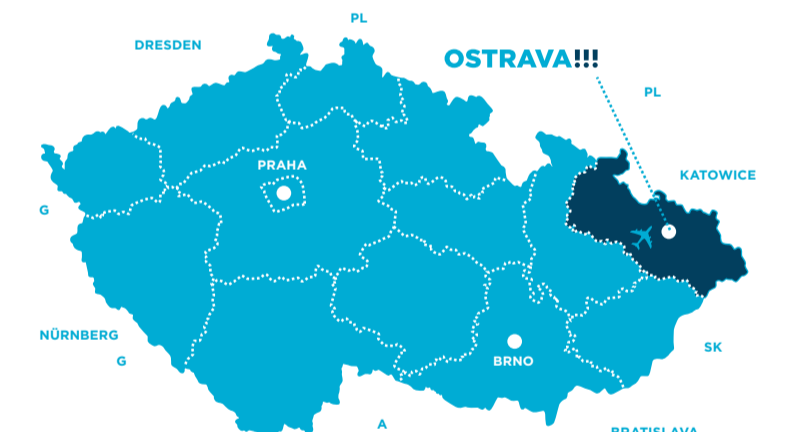 PL
DRESDEN
OSTRAVA!!!
PL
PRAHA
KATOWICE
G
NÜRNBERG
SK
G
BRNO
A
BRATISLAVA